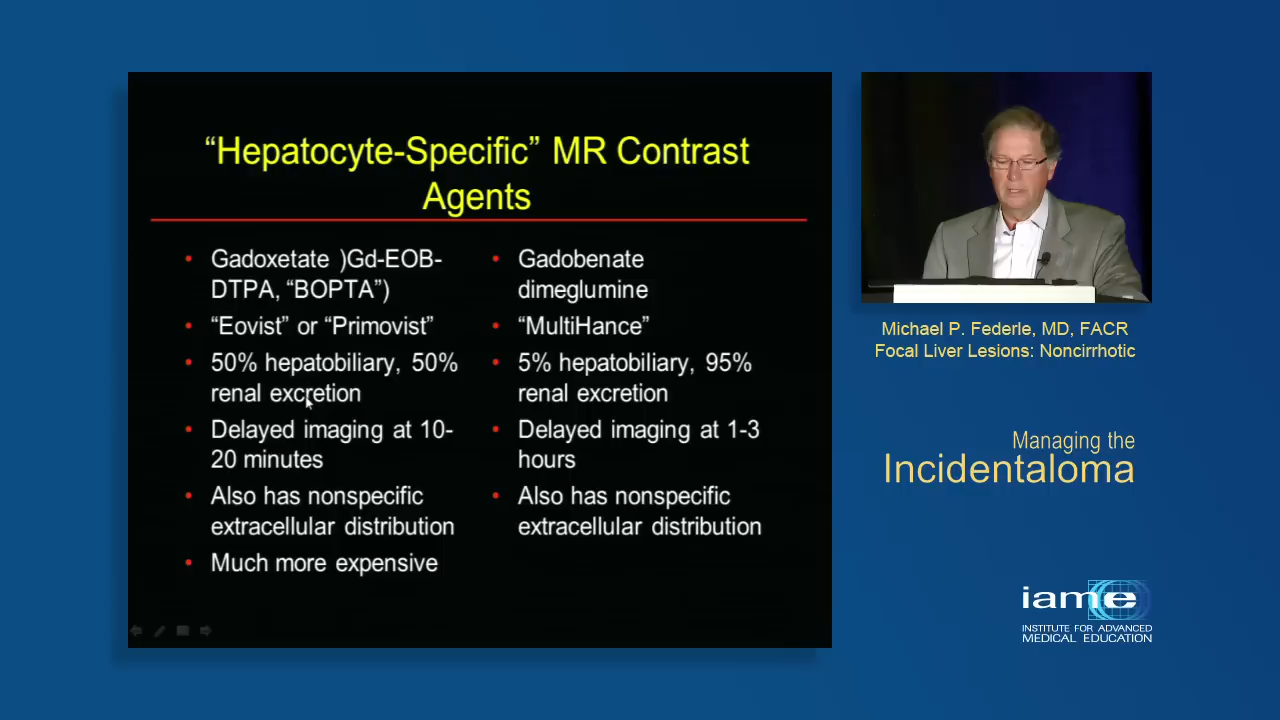 “Hepatocyte-Specific” MR Contrast
Agents
• Gadoxetate )Gd-EOB-
DTPA, “BOPTA”)
• “Eovist” or “Primovist”
• 50% hepatobiliary, 50%
renal excretion
• Delayed imaging at 10-
20 minutes
• Also has nonspecific
extracellular distribution
• Much more expensive
• Gadobenate
dimeglumine
• “MultiHance”
• 5% hepatobiliary, 95%
renal excretion
• Delayed imaging at 1-3
hours
• Also has nonspecific
extracellular distribution
Michael P. Federle, MD, FACR
Focal Liver Lesions: Noncirrhotic
Managing the
Incidentaloma
iame
INSTITUTE FOR ADVANCED
MEDICAL EDUCATION